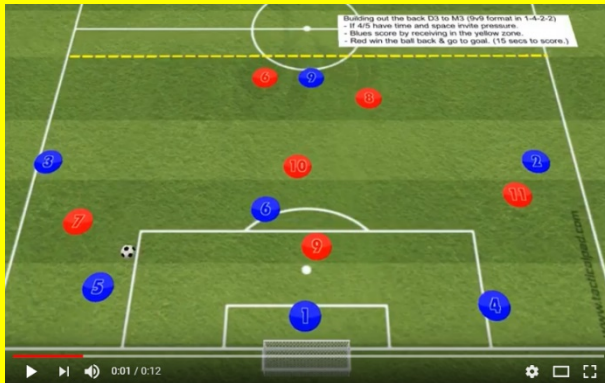 Building out the back D3 to M3 (9v9 format in 1-4-2-2)
- If 4/5 have time and space invite pressure.
- Blues score by receiving in the yellow zone.
- Red win the ball back & go to goal. (15 secs to score.)
6
9
8
3
2
10
11
6
7
9
5
4
1
www.tacticalpad.com
0:01 / 0:12